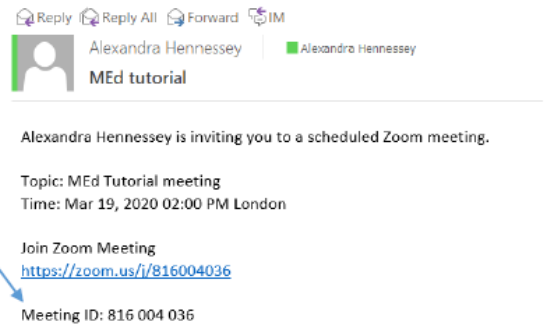 Reply Reply All Forward IM
Alexandra Hennessey Alexandra Hennessey
MEd tutorial
Alexandra Hennessey is inviting you to a scheduled Zoom meeting.
Topic: MEd Tutorial meeting
Time: Mar 19, 2020 02:00 PM London
Join Zoom Meeting
https://zoom.us/j/816004036
Meeting ID: 816 004 036